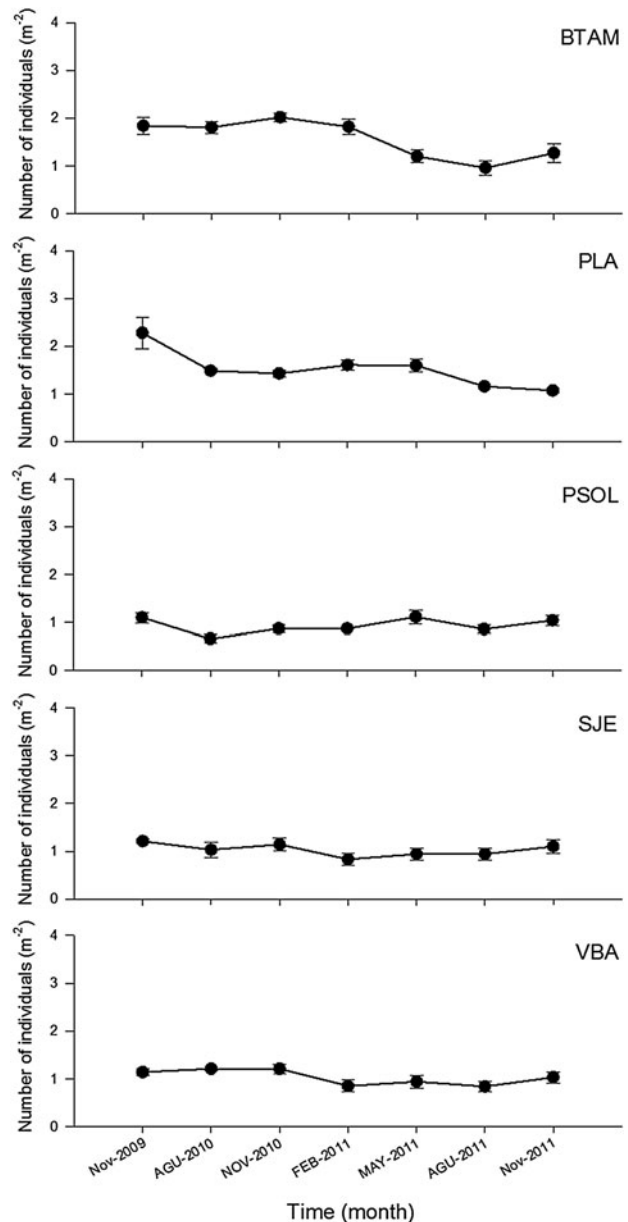 4
3
2
1
0
Number of individuals (m-2)
BTAM
4
3
2
1
0
Number of individuals (m-2)
PLA
4
3
2
1
0
Number of individuals (m-2)
PSOL
4
3
2
1
0
Number of individuals (m-2)
SJE
4
3
2
1
0
Number of individuals (m-2)
VBA
Nov-2009
AGU-2010
NOV-2010
FEB-2011
MAY-2011
AGU-2011
Nov-2011
Time (month)